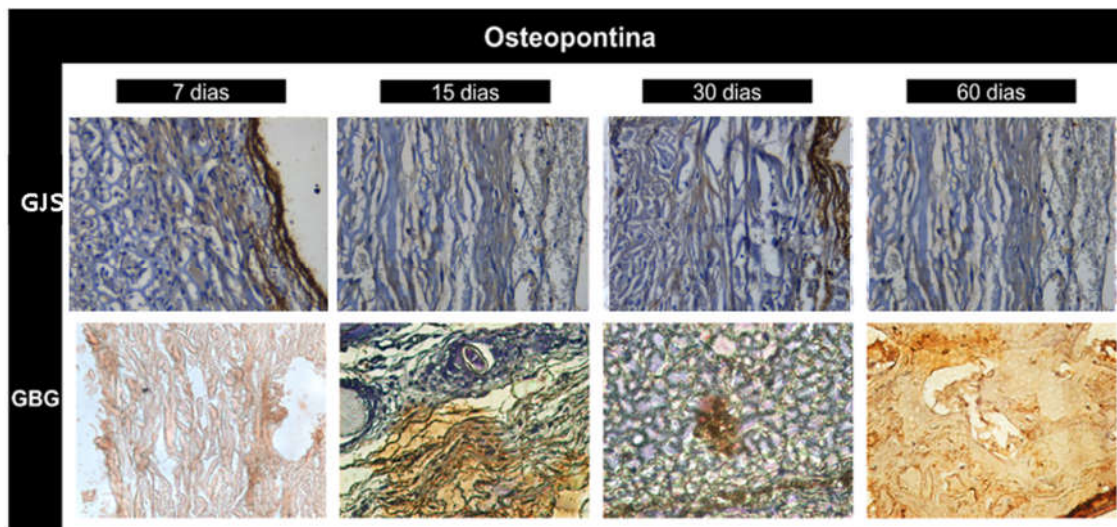 Osteopontina
7 dias
15 dias
30 dias
60 dias
GJS
GBG